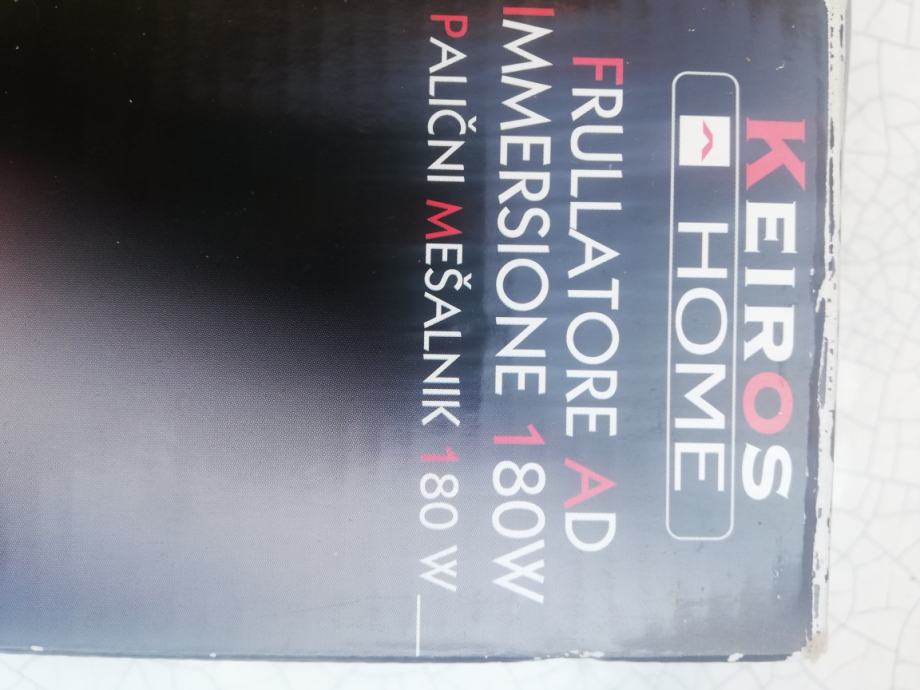 KEIROS
HOME
FRULLATORE AD
IMMERSIONE 180W
PALIČNI MEŠALNIK 180 W